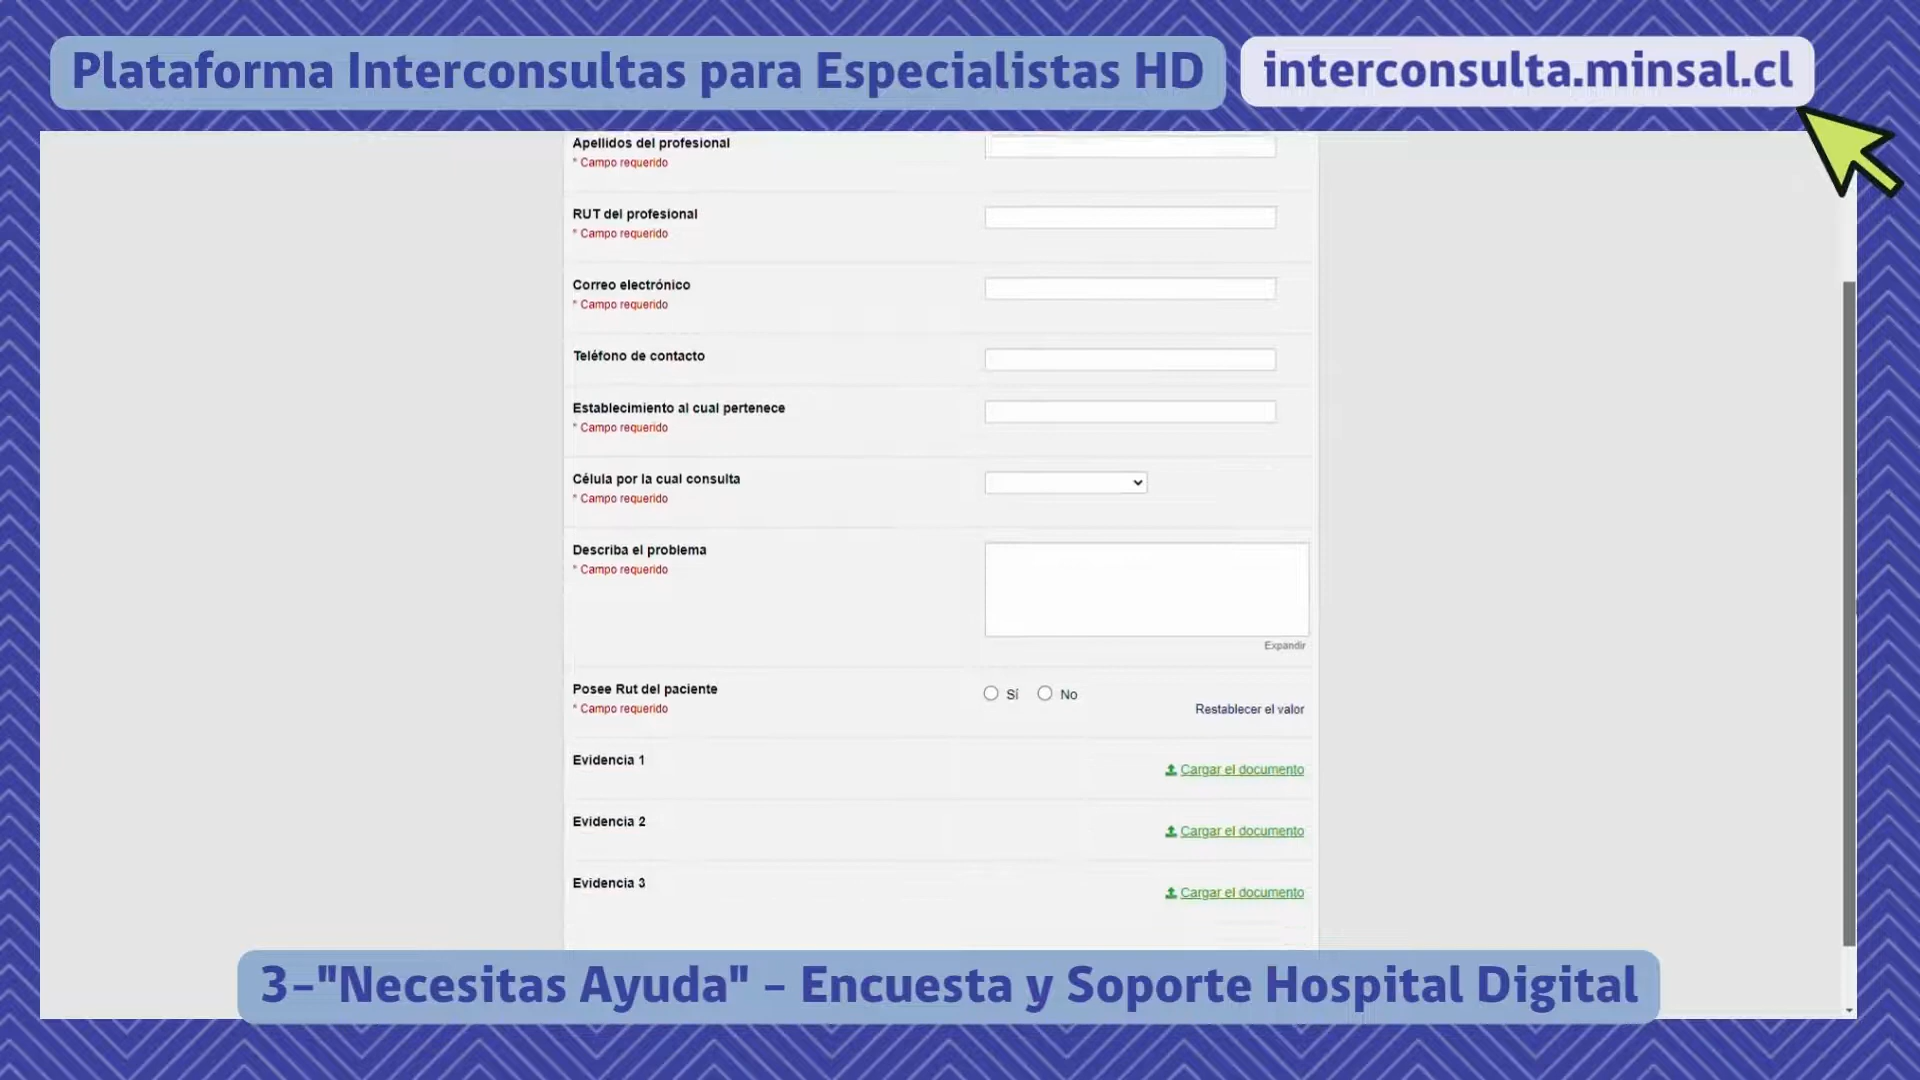 Plataforma Interconsultas para Especialistas HD
interconsulta.minsal.cl
Apellidos del profesional
* Campo requerido
RUT del profesional
* Campo requerido
Correo electrónico
* Campo requerido
Teléfono de contacto
Establecimiento al cual pertenece
* Campo requerido
Célula por la cual consulta
* Campo requerido
Describa el problema
* Campo requerido
Expandir
Posee Rut del paciente
* Campo requerido
Sí No
Restablecer el valor
Evidencia 1
Cargar el documento
Evidencia 2
Cargar el documento
Evidencia 3
Cargar el documento
3-"Necesitas Ayuda" - Encuesta y Soporte Hospital Digital